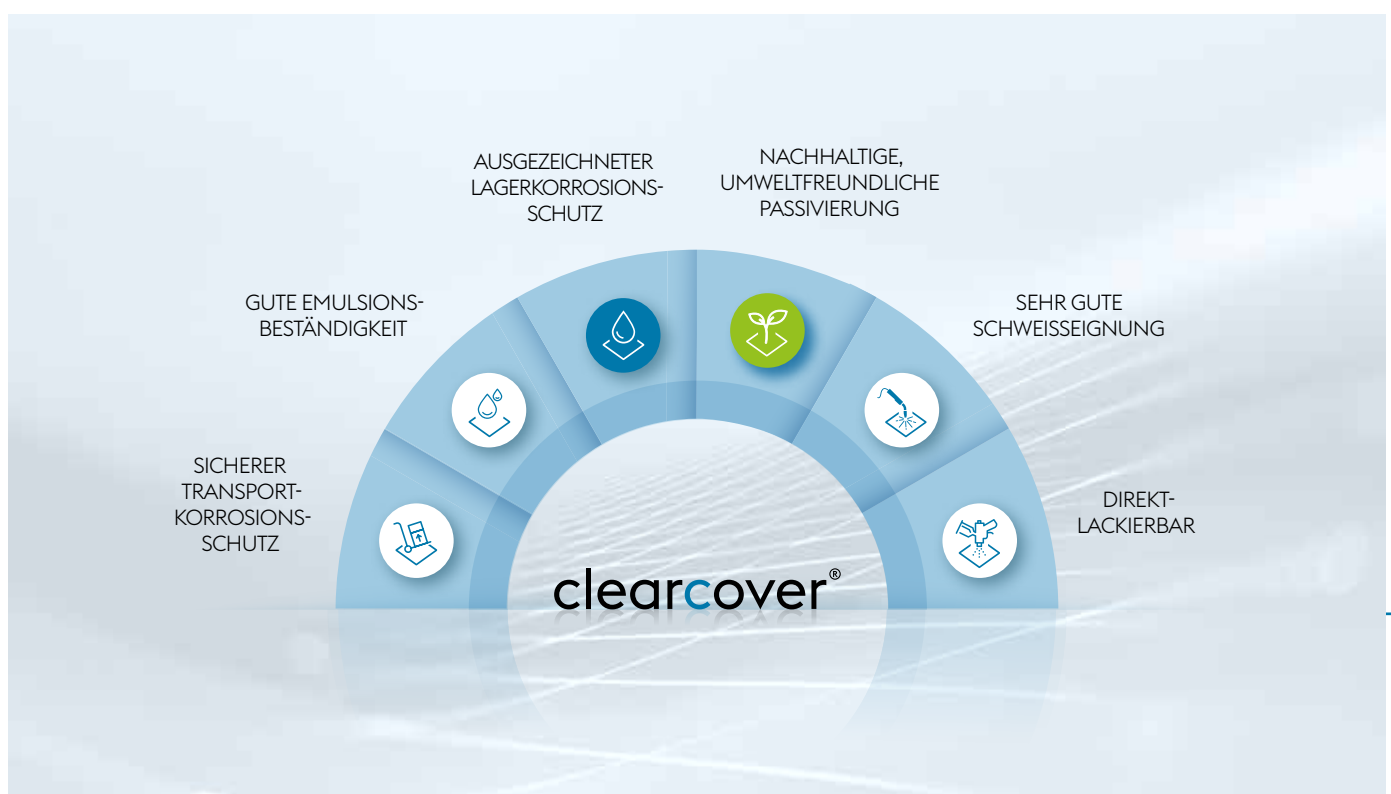 AUSGEZEICHNETER
LAGERKORROSIONS-
SCHUTZ
NACHHALTIGE,
UMWELTFREUNDLICHE
PASSIVIERUNG
GUTE EMULSIONS-
BESTÄNDIGKEIT
SEHR GUTE
SCHWEISSEIGNUNG
SICHERER
TRANSPORT-
KORROSIONS-
SCHUTZ
DIREKT-
LACKIERBAR
clearcover®